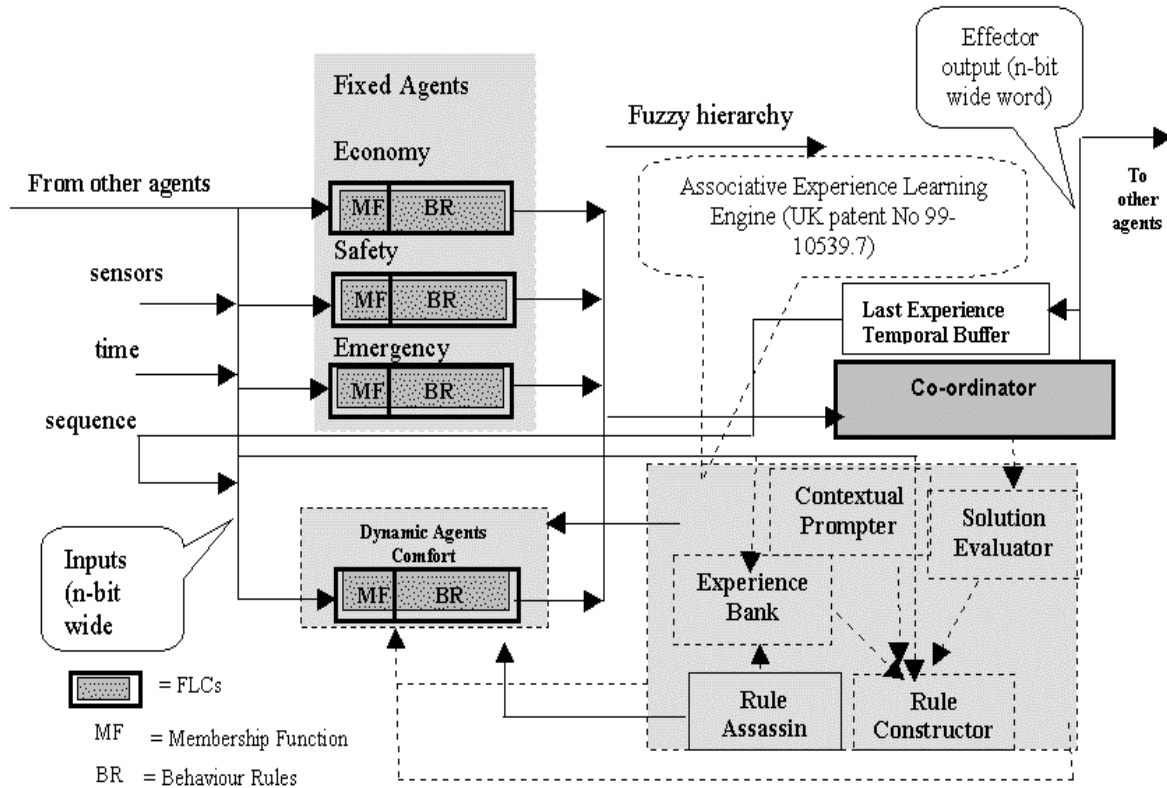 Effector
output (n-bit
wide word)
Fixed Agents
Fuzzy hierarchy
Economy
From other agents
MF BR
Associative Experience Learning
Engine (UK patent No 99-
10539.7)
To
other
agents
Safety
sensors
MF BR
Last Experience
Temporal Buffer
time
Emergency
MF BR
Co-ordinator
sequence
Contextual
Prompter
Solution
Evaluator
Dynamic Agents
Comfort
Inputs
(n-bit
wide
MF BR
Experience
Bank
= FLCs
Rule
Assassin
Rule
Constructor
MF = Membership Function
BR = Behaviour Rules